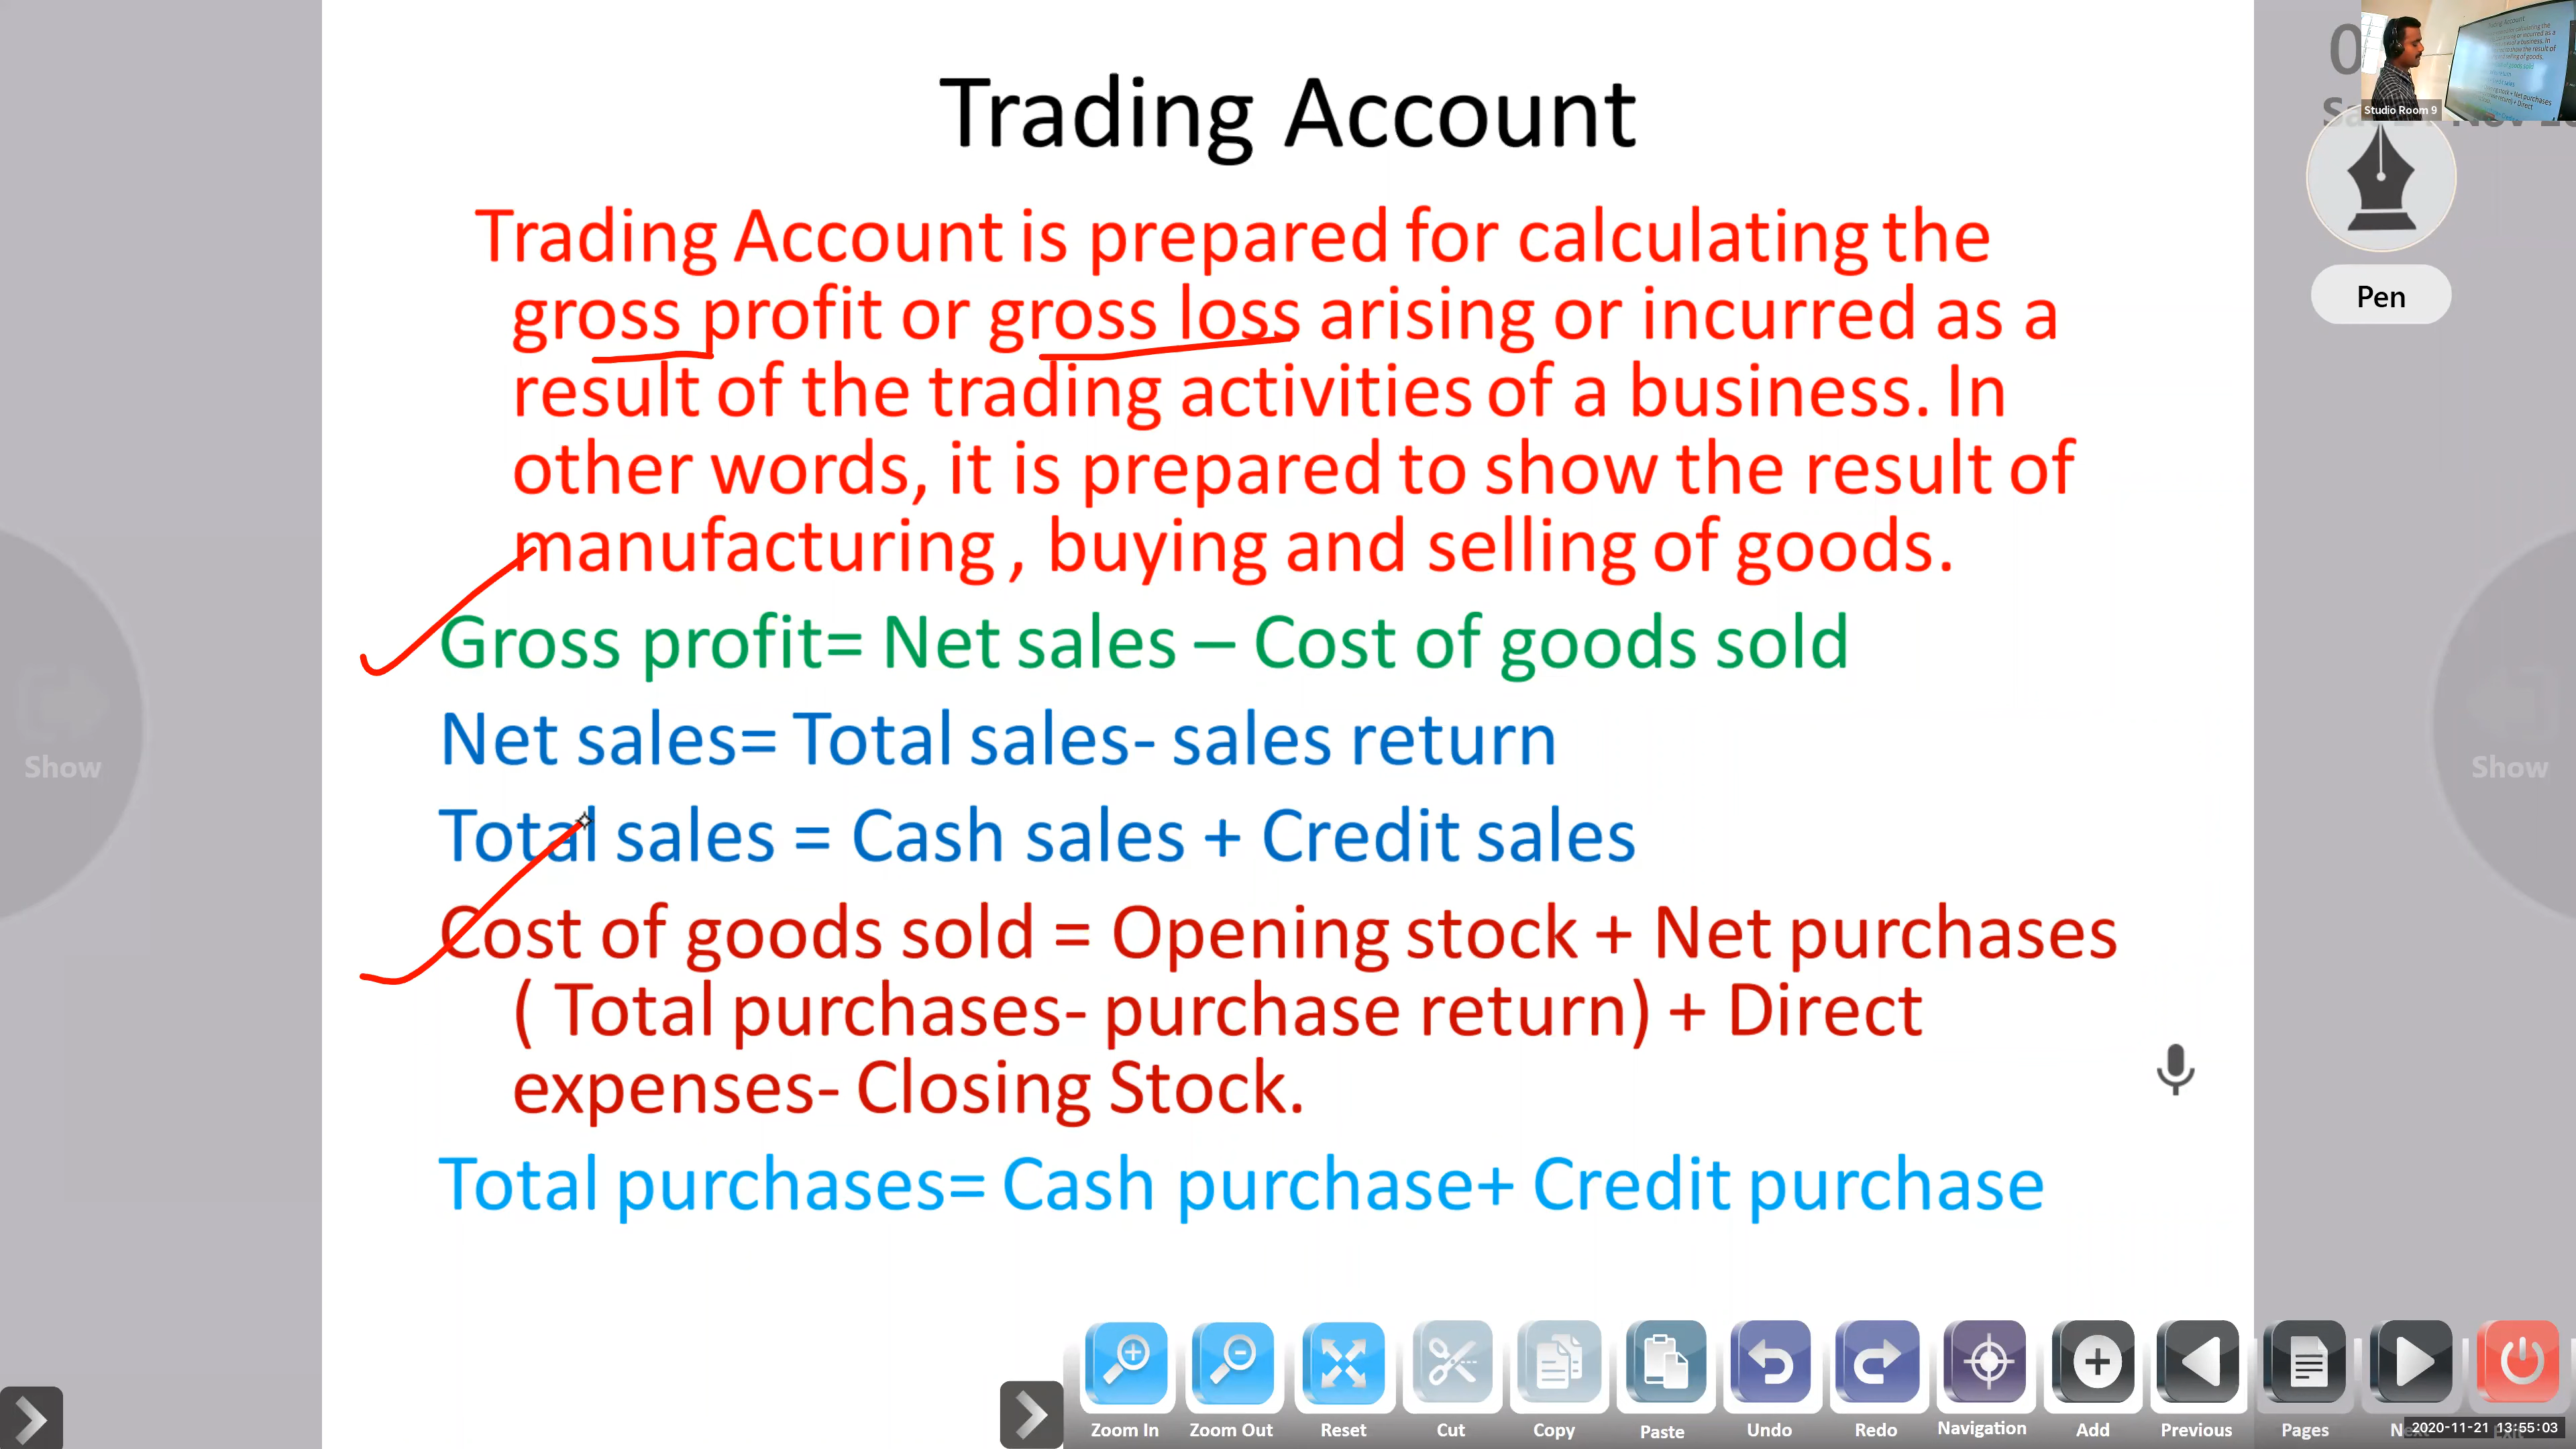 Trading Account
Trading Account is prepared for calculating the
gross profit or gross loss arising or incurred as a
result of the trading activities of a business. In
other words, it is prepared to show the result of
manufacturing , buying and selling of goods.
Gross profit= Net sales – Cost of goods sold
Net sales= Total sales- sales return
Total sales = Cash sales + Credit sales
Cost of goods sold = Opening stock + Net purchases
( Total purchases- purchase return) + Direct
expenses- Closing Stock.
Total purchases= Cash purchase+ Credit purchase
Studio Room 9
Pen
Show
Show
Zoom In Zoom Out Reset Cut Copy Paste Undo Redo Navigation Add Previous Pages
2020-11-21 13:55:03